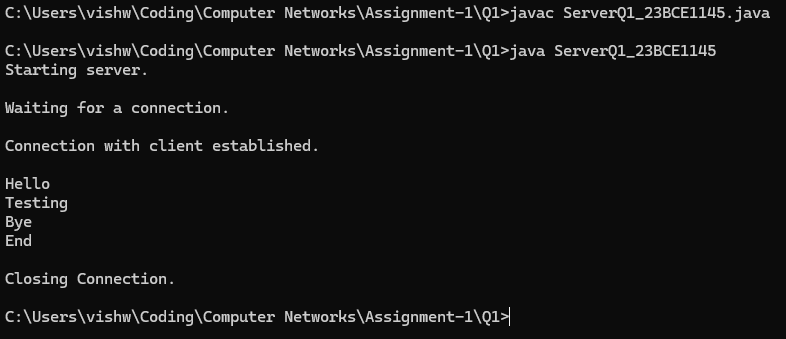 C:\Users\vishw\Coding\Computer Networks\Assignment-1\Q1>javac ServerQ1_23BCE1145.java
C:\Users\vishw\Coding\Computer Networks\Assignment-1\Q1>java ServerQ1_23BCE1145
Starting server.
Waiting for a connection.
Connection with client established.
Hello
Testing
Bye
End
Closing Connection.
C:\Users\vishw\Coding\Computer Networks\Assignment-1\Q1>